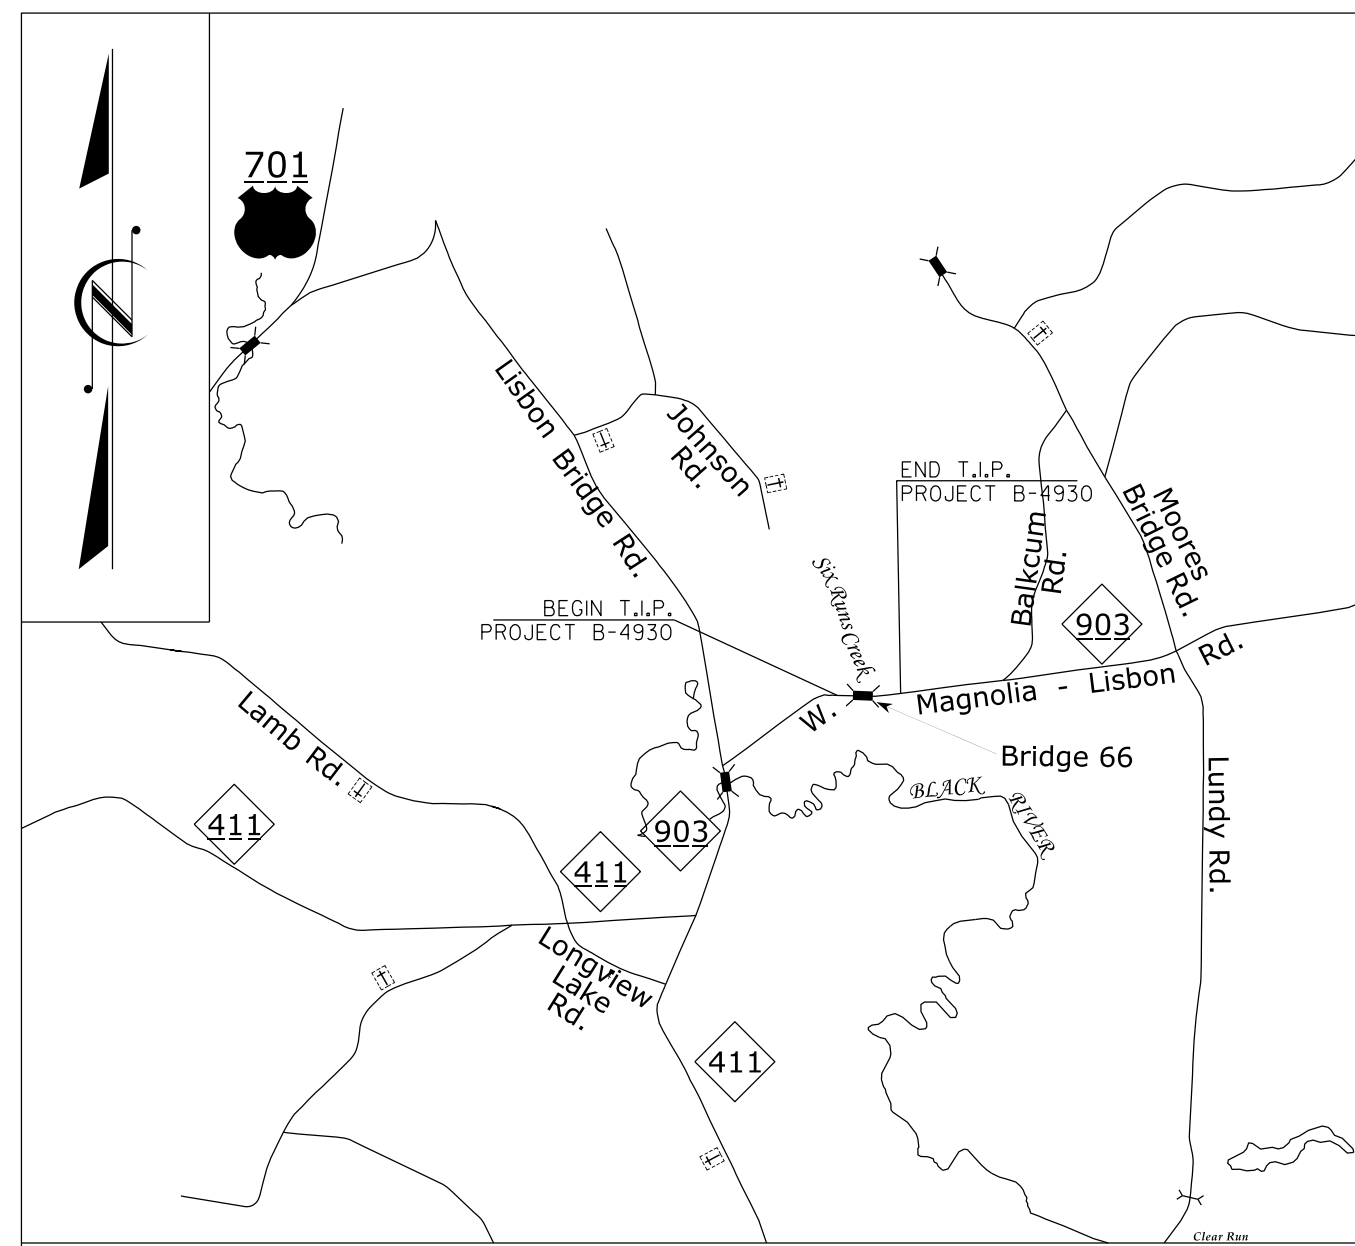 701
Lisbon Bridge Rd.
Johnson
Rd.
END T.I.P.
PROJECT B-4930
Moores
Bridge Rd.
Balkcum
Rd.
Six Runs Creek
BEGIN T.I.P.
PROJECT B-4930
903
W. Magnolia - Lisbon Rd.
Lamb Rd.
Bridge 66
BLACK RIVER
Lundy Rd.
411
903
411
Longview
Lake
Rd.
411
Clear Run
N